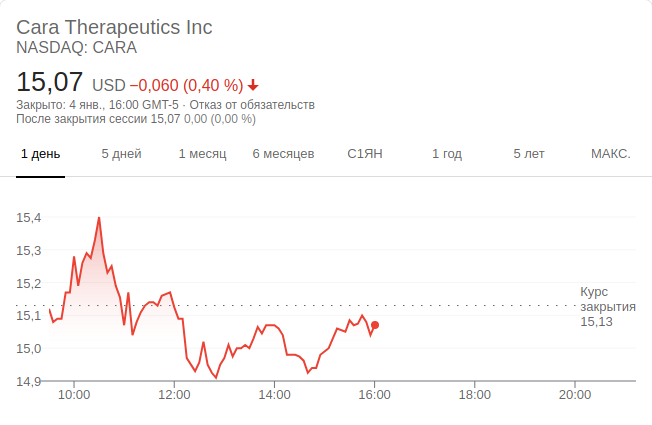 Cara Therapeutics Inc
NASDAQ: CARA
15,07 USD −0,060 (0,40 %)
Закрыто: 4 янв., 16:00 GMT-5 · Отказ от обязательств
После закрытия сессии 15,07 0,00 (0,00 %)
1 день 5 дней 1 месяц 6 месяцев С1ЯН 1 год 5 лет МАКС.
15,4
15,3
15,2
15,1
15,0
14,9
Курс
закрытия
15,13
10:00 12:00 14:00 16:00 18:00 20:00